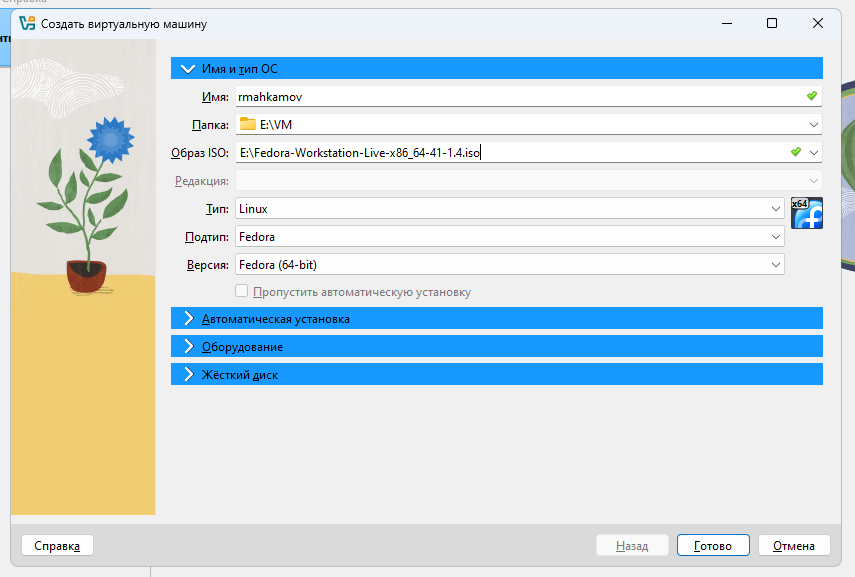 Справка
Создать виртуальную машину
Имя и тип ОС
Имя: rmahkamov
Папка: E:\VM
Образ ISO: E:\Fedora-Workstation-Live-x86_64-41-1.4.iso
Редакция:
Тип: Linux
x64
Подтип: Fedora
Версия: Fedora (64-bit)
Пропустить автоматическую установку
Автоматическая установка
Оборудование
Жёсткий диск
Справка Назад Готово Отмена